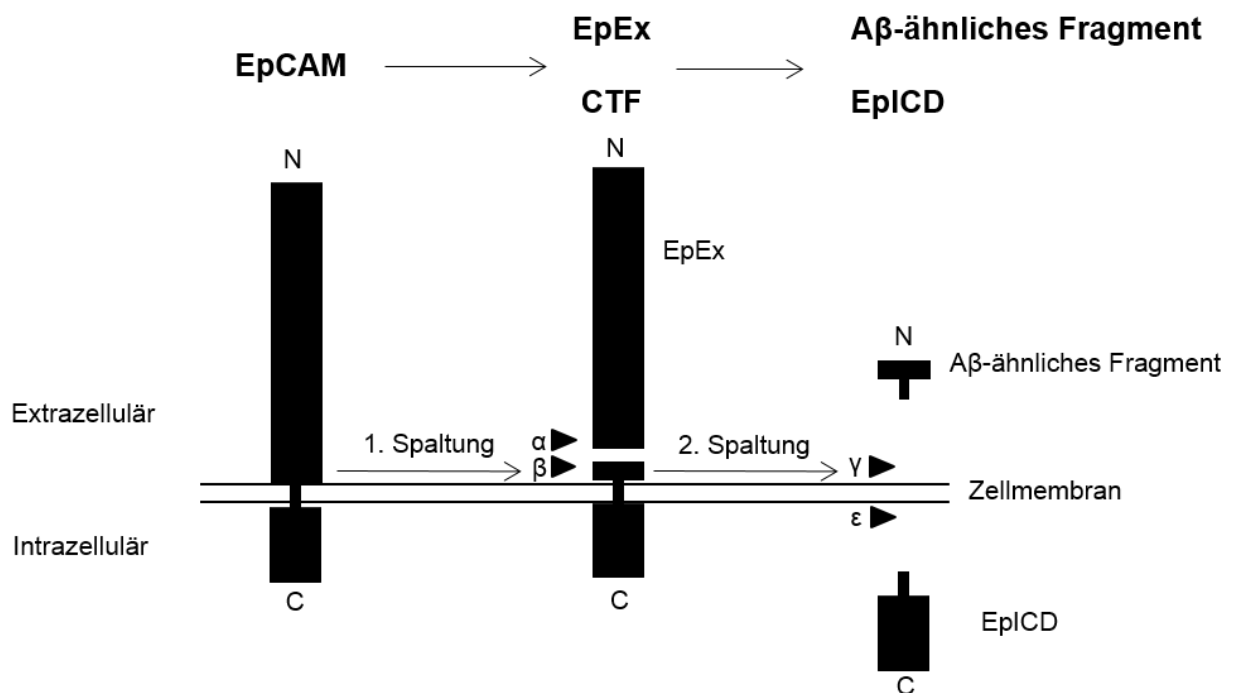 EpCAM
EpEx
CTF
Aβ-ähnliches Fragment
EpICD
N
N
EpEx
N
Aβ-ähnliches Fragment
Extrazellulär
1. Spaltung
α
β
2. Spaltung
γ
Zellmembran
ε
Intrazellulär
C
C
EpICD
C